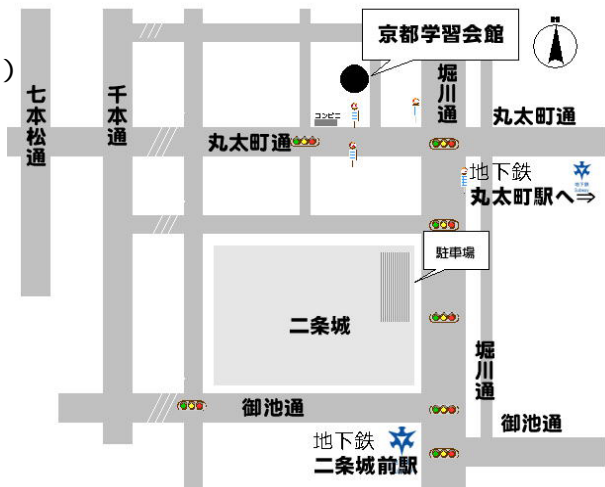 京都学習会館
)
七本松通
千本通
堀川通
コンビニ
丸太町通
丸太町通
地下鉄
丸太町駅へ⇒
駐車場
二条城
堀川通
御池通
御池通
地下鉄
二条城前駅